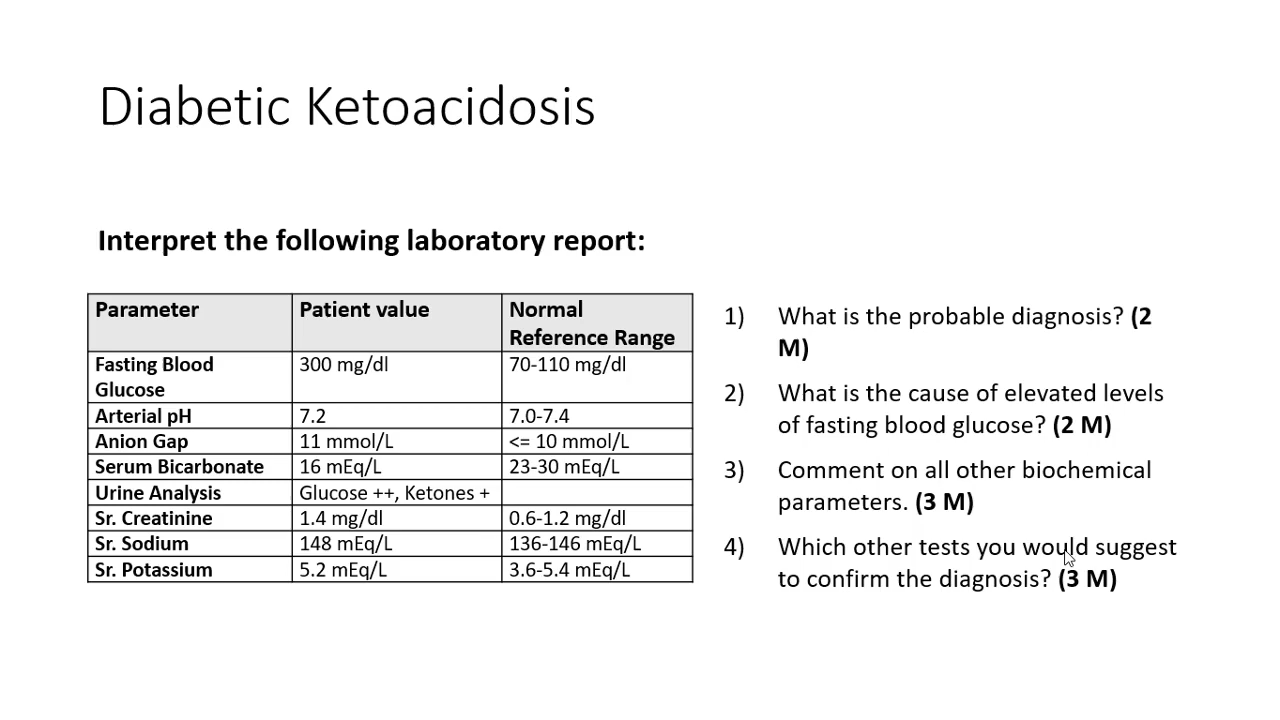 Diabetic Ketoacidosis
Interpret the following laboratory report:
Parameter Patient value Normal
Reference Range
Fasting Blood 300 mg/dl 70-110 mg/dl
Glucose
Arterial pH 7.2 7.0-7.4
Anion Gap 11 mmol/L <= 10 mmol/L
Serum Bicarbonate 16 mEq/L 23-30 mEq/L
Urine Analysis Glucose ++, Ketones +
Sr. Creatinine 1.4 mg/dl 0.6-1.2 mg/dl
Sr. Sodium 148 mEq/L 136-146 mEq/L
Sr. Potassium 5.2 mEq/L 3.6-5.4 mEq/L
1) What is the probable diagnosis? (2
M)
2) What is the cause of elevated levels
of fasting blood glucose? (2 M)
3) Comment on all other biochemical
parameters. (3 M)
4) Which other tests you would suggest
to confirm the diagnosis? (3 M)